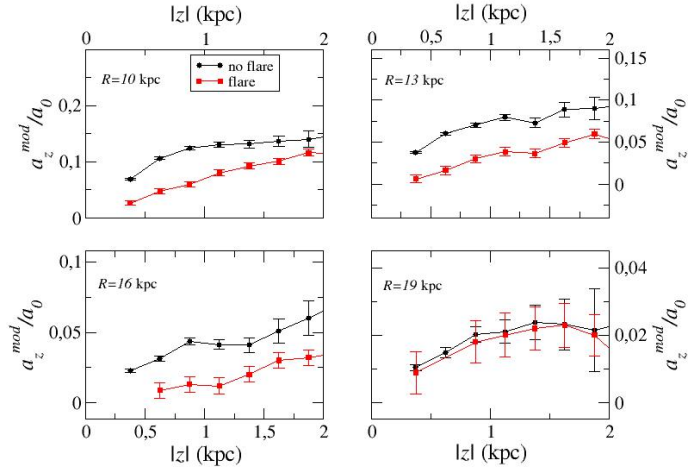 |z| (kpc)
0 1 2
R=10 kpc
no flare
flare
0,2
0,1
0
a_z^mod/a_0
|z| (kpc)
0 0,5 1 1,5 2
R=13 kpc
0,15
0,1
0,05
0
a_z^mod/a_0
0,1
0,05
0
R=16 kpc
a_z^mod/a_0
0 0,5 1 1,5 2
|z| (kpc)
R=19 kpc
0,04
0,02
0
a_z^mod/a_0
0 1 2
|z| (kpc)